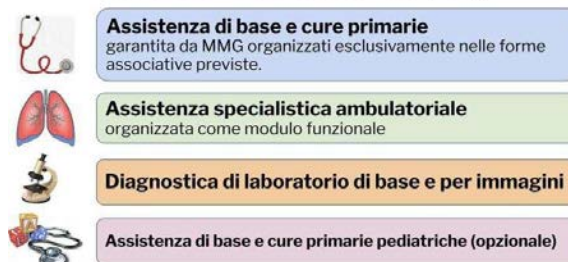 Assistenza di base e cure primarie
garantita da MMG organizzati esclusivamente nelle forme
associative previste.
Assistenza specialistica ambulatoriale
organizzata come modulo funzionale
Diagnostica di laboratorio di base e per immagini
Assistenza di base e cure primarie pediatriche (opzionale)